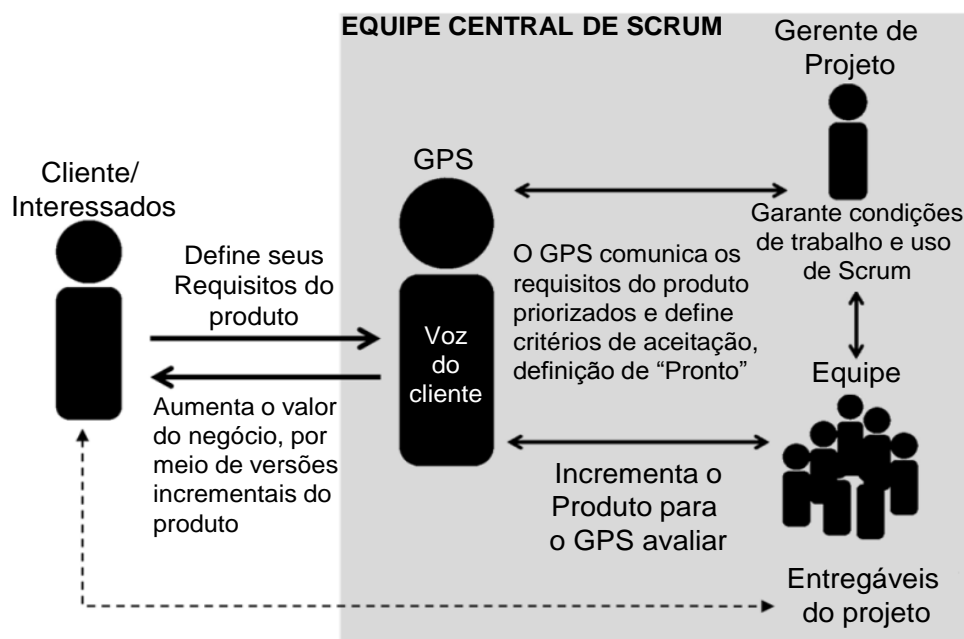 EQUIPE CENTRAL DE SCRUM
Gerente de
Projeto
GPS
Cliente/
Interessados
Garante condições
de trabalho e uso
de Scrum
Define seus
Requisitos do
produto
O GPS comunica os
requisitos do produto
priorizados e define
critérios de aceitação,
definição de “Pronto”
Voz
do
cliente
Equipe
Aumenta o valor
do negócio, por
meio de versões
incrementais do
produto
Incrementa o
Produto para
o GPS avaliar
Entregáveis
do projeto